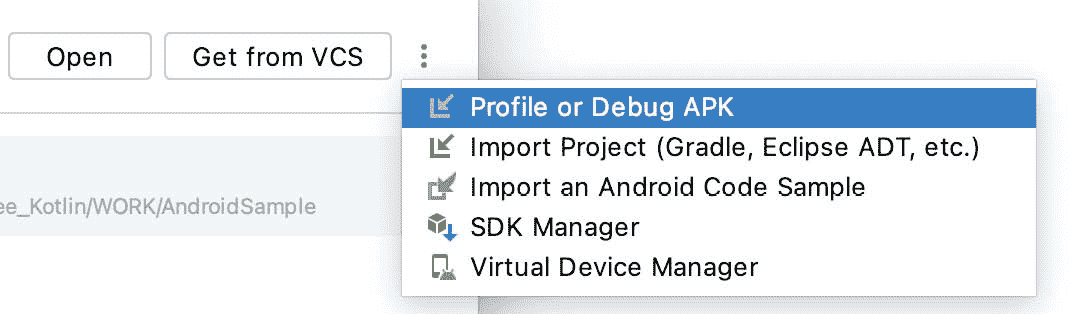 Open
Get from VCS
Profile or Debug APK
Import Project (Gradle, Eclipse ADT, etc.)
Import an Android Code Sample
ee_Kotlin/WORK/AndroidSample
SDK Manager
Virtual Device Manager